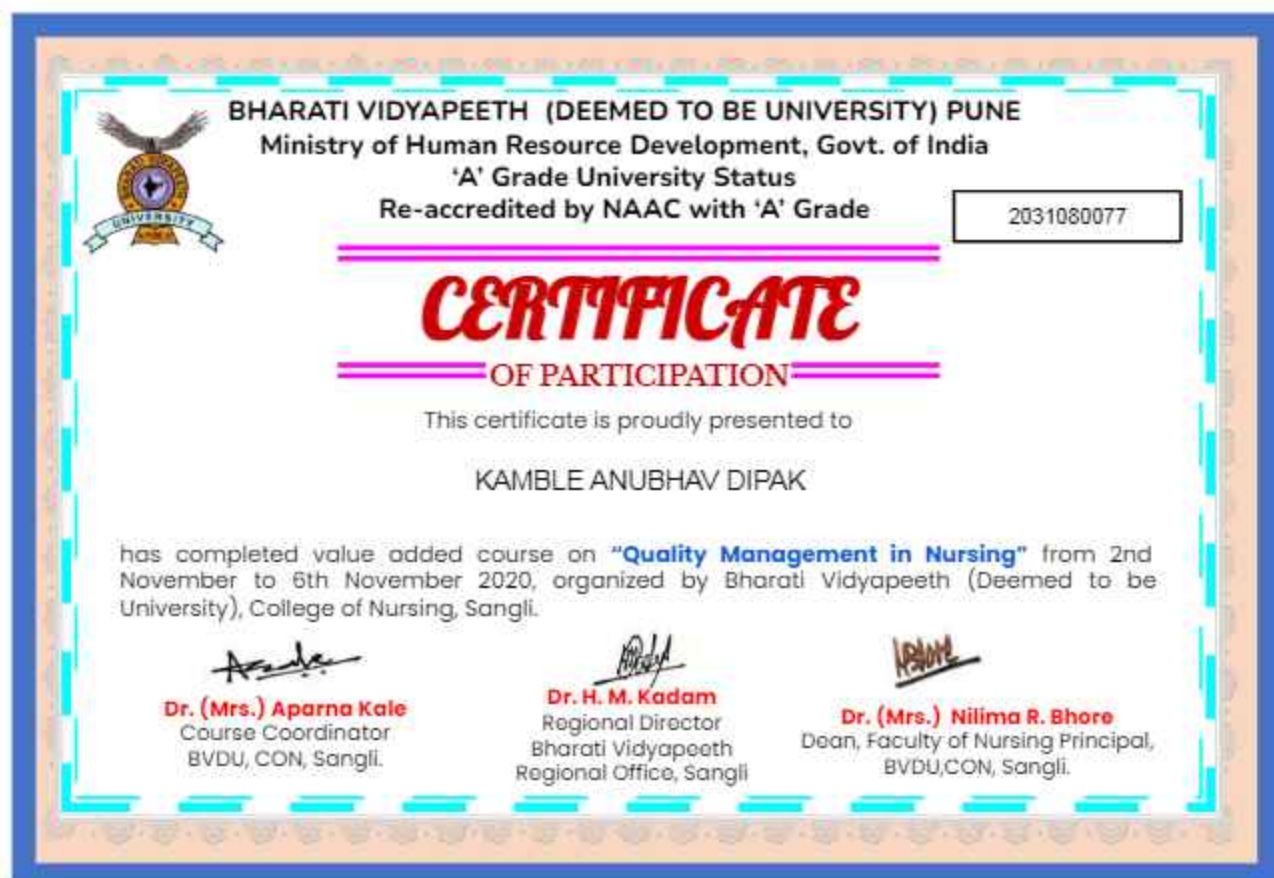 BHARATI VIDYAPEETH (DEEMED TO BE UNIVERSITY) PUNE
Ministry of Human Resource Development, Govt. of India
‘A’ Grade University Status
Re-accredited by NAAC with ‘A’ Grade
2031080077
BHARATI VIDYAPEETH
UNIVERSITY
CERTIFICATE
OF PARTICIPATION
This certificate is proudly presented to
KAMBLE ANUBHAV DIPAK
has completed value added course on “Quality Management in Nursing” from 2nd
November to 6th November 2020, organized by Bharati Vidyapeeth (Deemed to be
University), College of Nursing, Sangli.
Dr. (Mrs.) Aparna Kale
Course Coordinator
BVDU, CON, Sangli.
Dr. H. M. Kadam
Regional Director
Bharati Vidyapeeth
Regional Office, Sangli
Dr. (Mrs.) Nilima R. Bhore
Dean, Faculty of Nursing Principal,
BVDU,CON, Sangli.